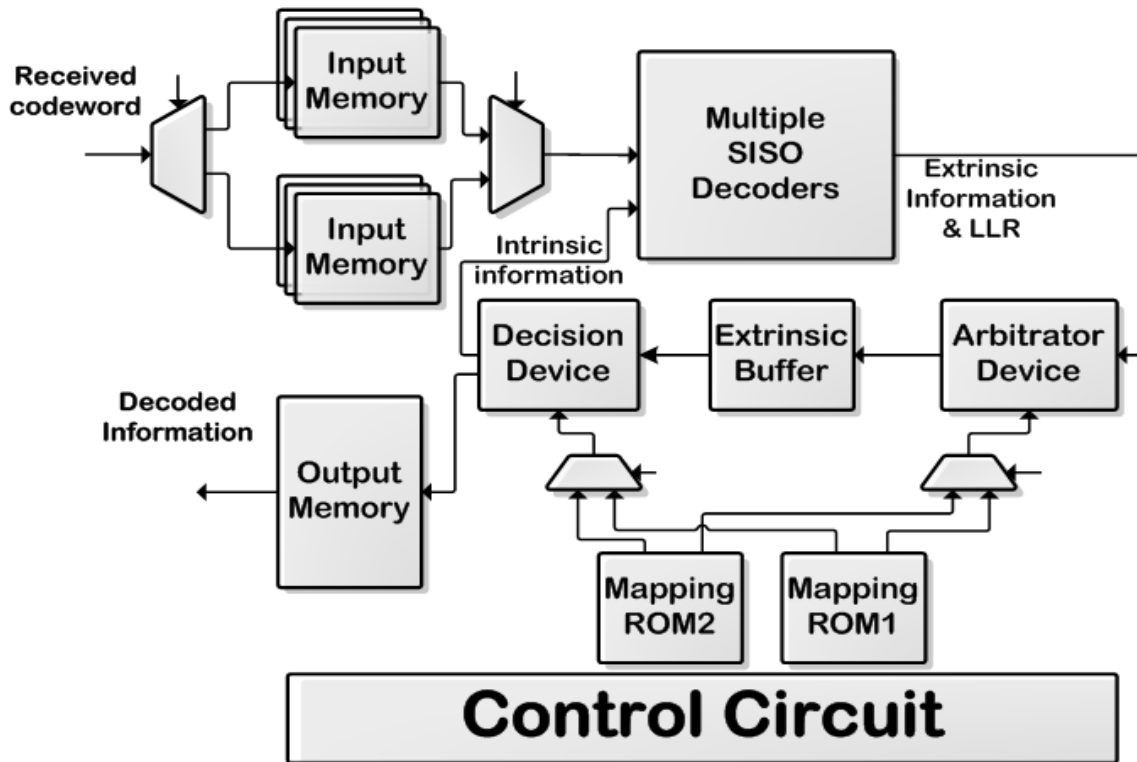 Received
codeword
Input
Memory
Input
Memory
Multiple
SISO
Decoders
Extrinsic
Information
& LLR
Intrinsic
information
Decision
Device
Extrinsic
Buffer
Arbitrator
Device
Decoded
Information
Output
Memory
Mapping
ROM2
Mapping
ROM1
Control Circuit